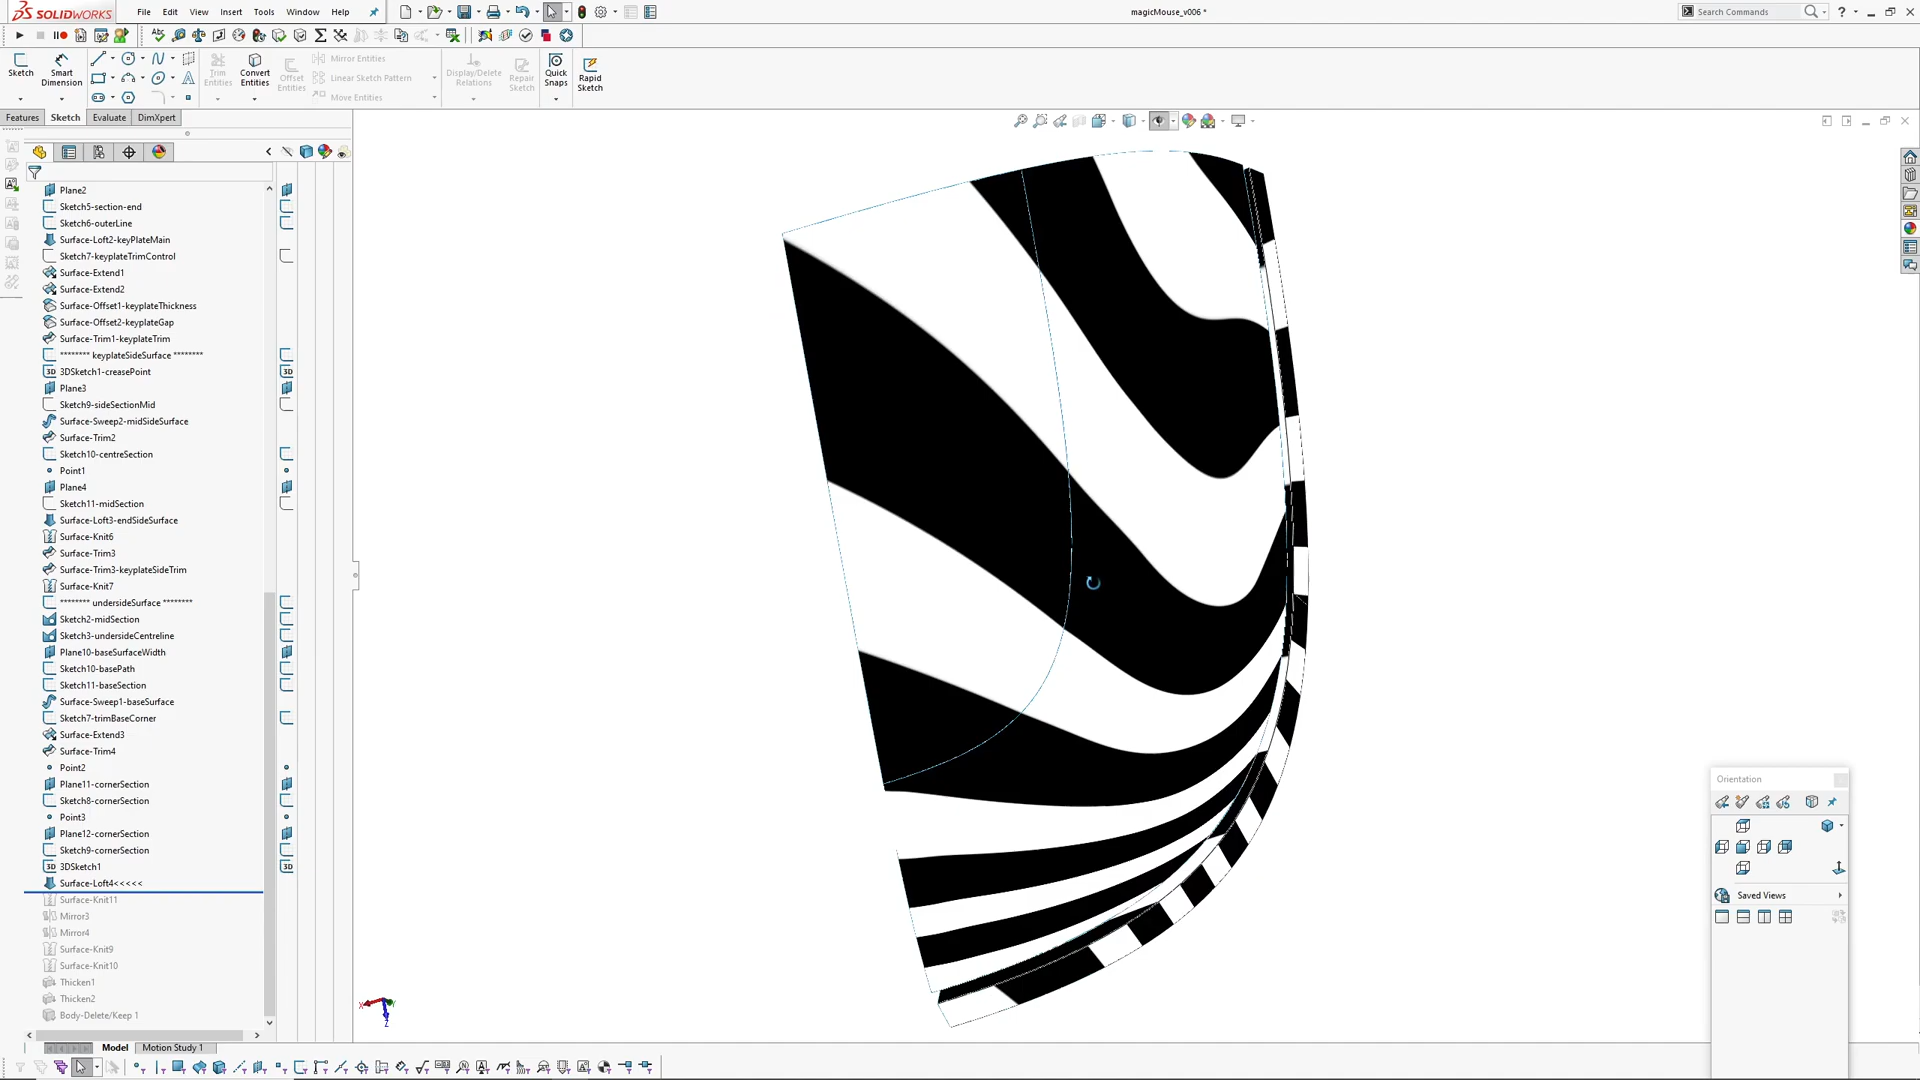 SOLIDWORKS File Edit View Insert Tools Window Help magicMouse_v006 * Search Commands
Sketch Smart Dimension Trim Entities Convert Entities Offset Entities Mirror Entities Linear Sketch Pattern Move Entities Display/Delete Relations Repair Sketch Quick Snaps Rapid Sketch
Features Sketch Evaluate DimXpert
Plane2
Sketch5-section-end
Sketch6-outerLine
Surface-Loft2-keyPlateMain
Sketch7-keyplateTrimControl
Surface-Extend1
Surface-Extend2
Surface-Offset1-keyplateThickness
Surface-Offset2-keyplateGap
Surface-Trim1-keyplateTrim
******** keyplateSideSurface ********
3D 3DSketch1-creasePoint 3D
Plane3
Sketch9-sideSectionMid
Surface-Sweep2-midSideSurface
Surface-Trim2
Sketch10-centreSection
Point1
Plane4
Sketch11-midSection
Surface-Loft3-endSideSurface
Surface-Knit6
Surface-Trim3
Surface-Trim3-keyplateSideTrim
Surface-Knit7
******** undersideSurface ********
Sketch2-midSection
Sketch3-undersideCentreline
Plane10-baseSurfaceWidth
Sketch10-basePath
Sketch11-baseSection
Surface-Sweep1-baseSurface
Sketch7-trimBaseCorner
Surface-Extend3
Surface-Trim4
Point2
Plane11-cornerSection
Sketch8-cornerSection
Point3
Plane12-cornerSection
Sketch9-cornerSection
3D 3DSketch1 3D
Surface-Loft4<<<<<
Surface-Knit11
Mirror3
Mirror4
Surface-Knit9
Surface-Knit10
Thicken1
Thicken2
Body-Delete/Keep 1
Model Motion Study 1
X Y
Z
Orientation
Saved Views